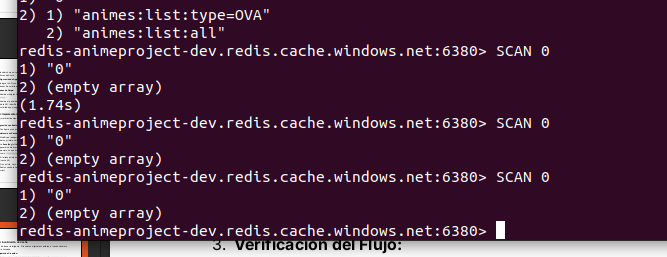 2) 1) "animes:list:type=OVA"
   2) "animes:list:all"
redis-animeproject-dev.redis.cache.windows.net:6380> SCAN 0
1) "0"
2) (empty array)
(1.74s)
redis-animeproject-dev.redis.cache.windows.net:6380> SCAN 0
1) "0"
2) (empty array)
redis-animeproject-dev.redis.cache.windows.net:6380> SCAN 0
1) "0"
2) (empty array)
redis-animeproject-dev.redis.cache.windows.net:6380>
3. Verificación del Flujo: